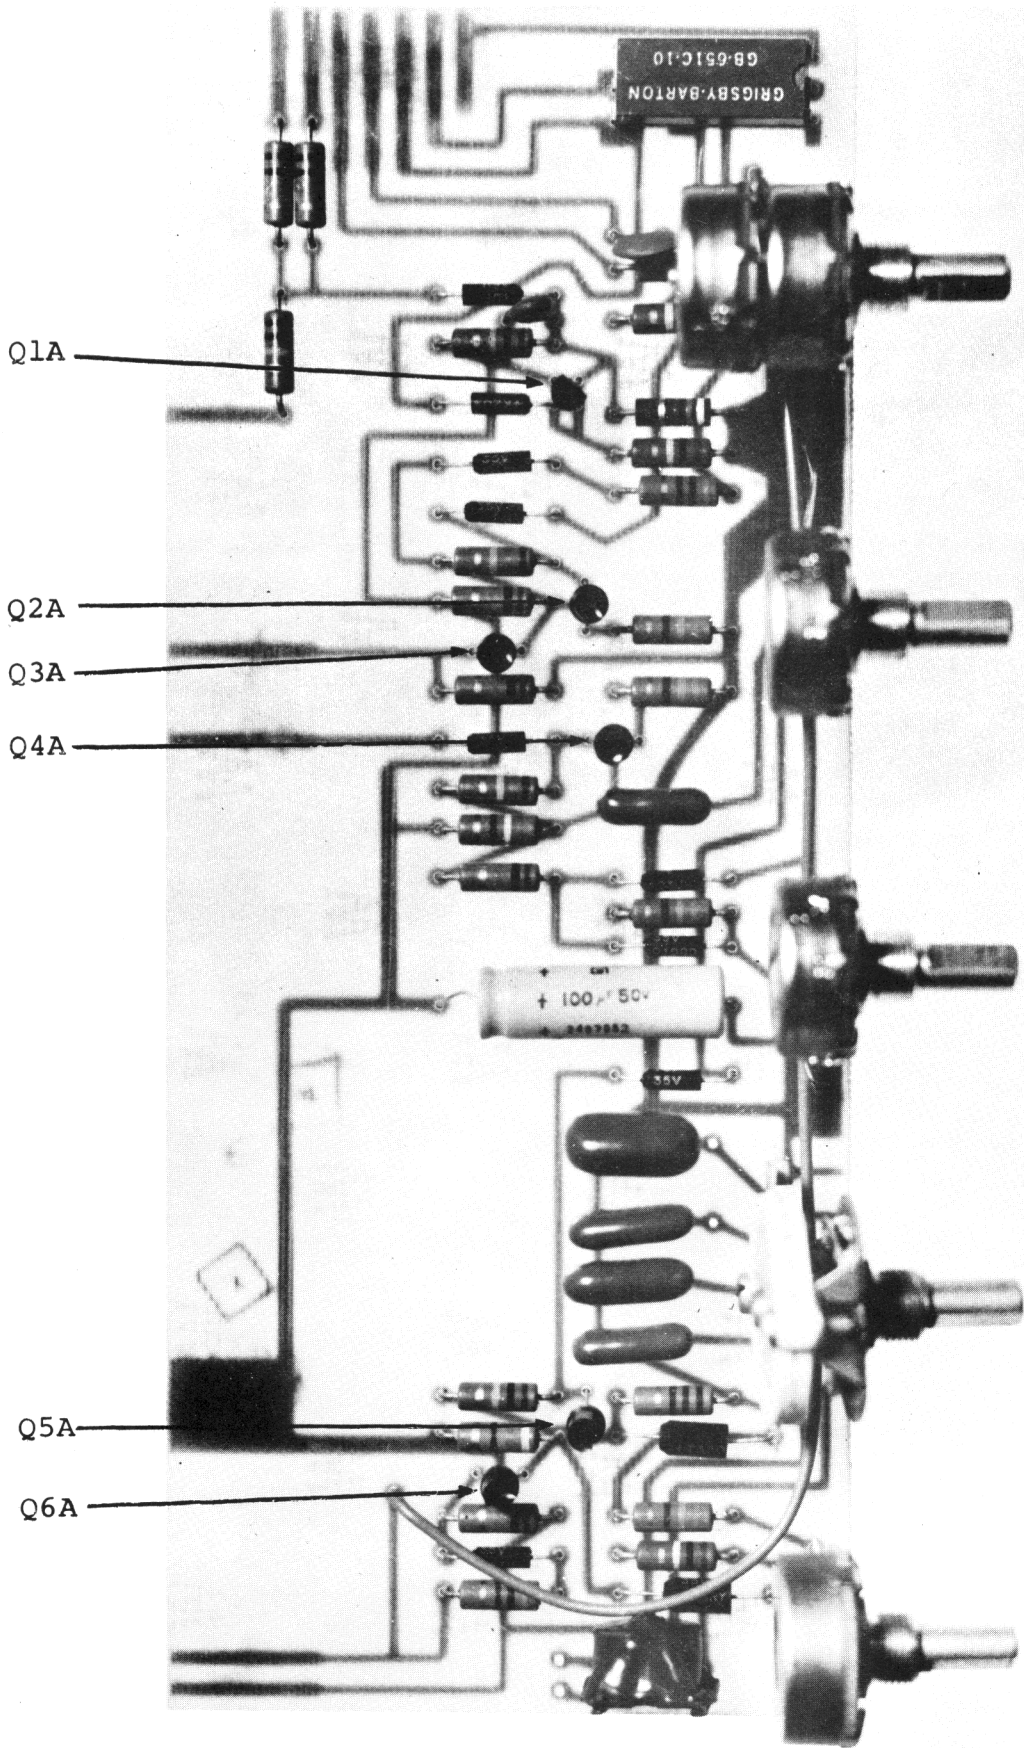 GB-651C-10
GRIGSBY-BARTON
Q1A
Q2A
Q3A
Q4A
+
+ 100µF 50V
+
35V
Q5A
Q6A